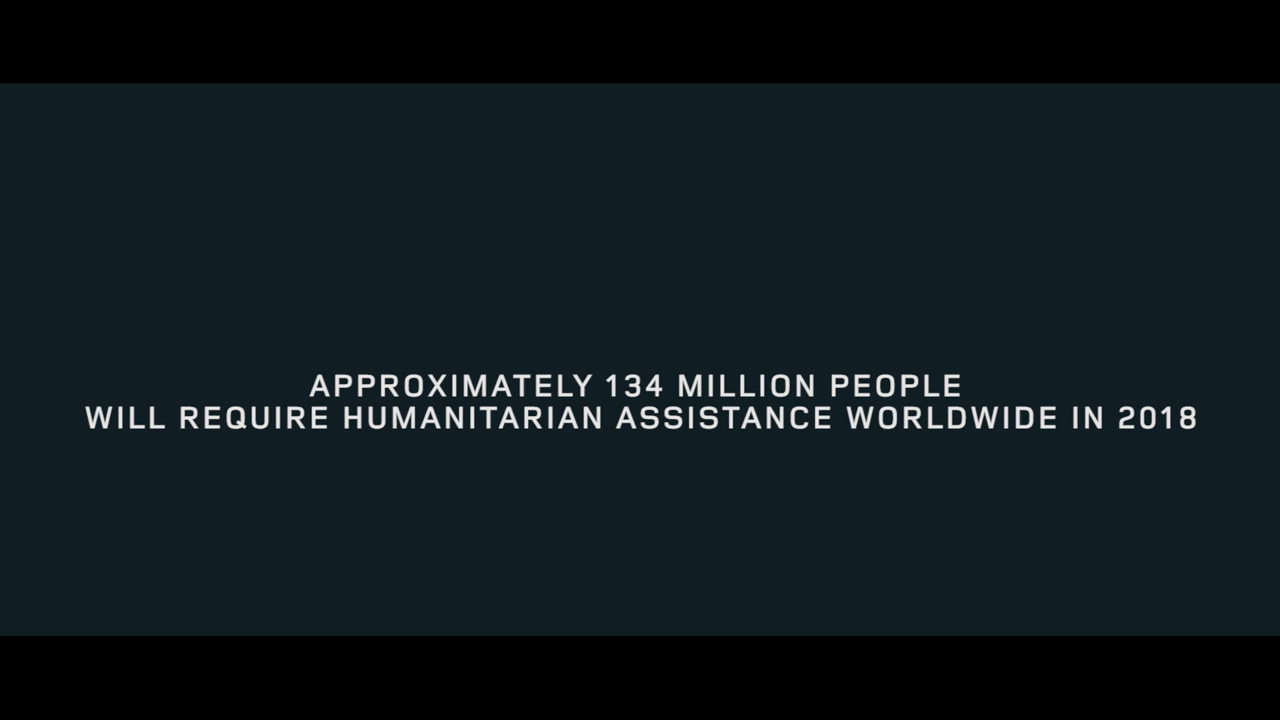 APPROXIMATELY 134 MILLION PEOPLE
WILL REQUIRE HUMANITARIAN ASSISTANCE WORLDWIDE IN 2018